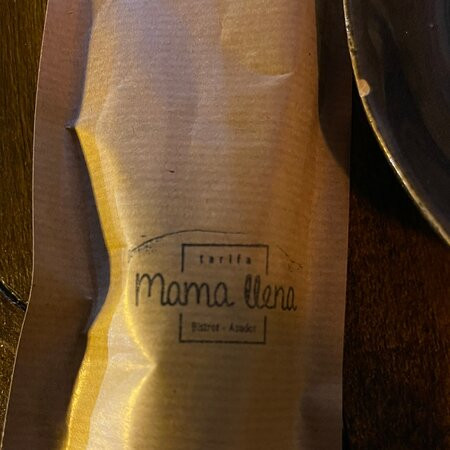 tarifa
Mama llena
Bistrot - Asador